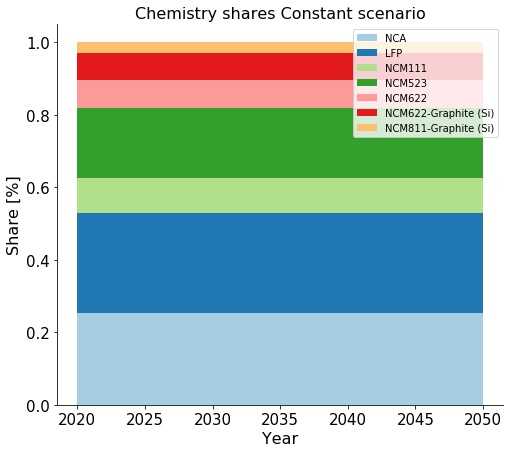 Chemistry shares Constant scenario
1.0
0.8
0.6
0.4
0.2
0.0
Share [%]
NCA
LFP
NCM111
NCM523
NCM622
NCM622-Graphite (Si)
NCM811-Graphite (Si)
2020 2025 2030 2035 2040 2045 2050
Year